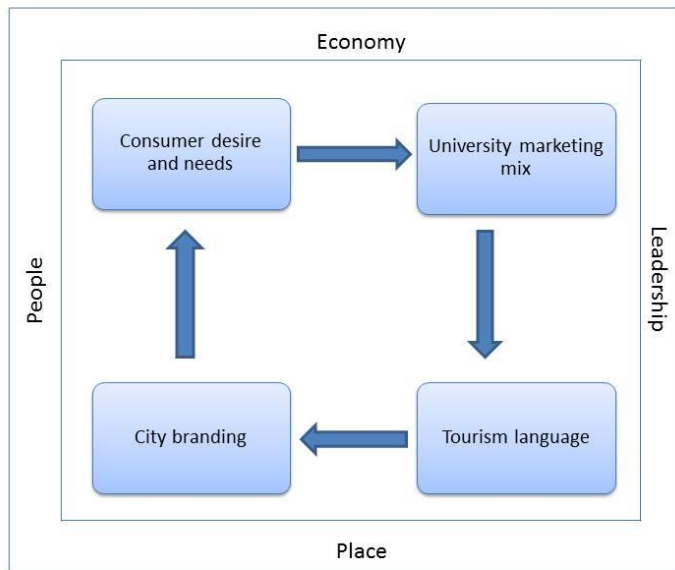 Economy
Consumer desire
and needs
University marketing
mix
People
Leadership
City branding
Tourism language
Place